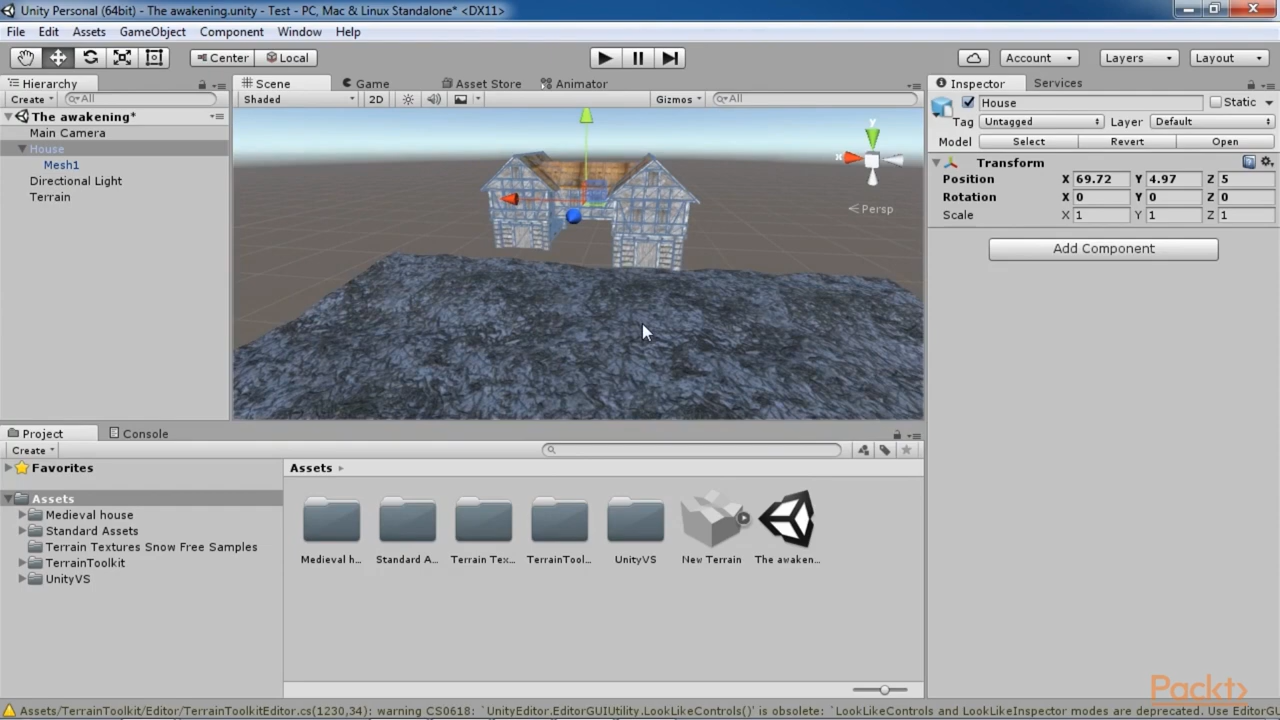 Unity Personal (64bit) - The awakening.unity - Test - PC, Mac & Linux Standalone* <DX11>
File Edit Assets GameObject Component Window Help
Center Local Account Layers Layout
Hierarchy
Create All
The awakening*
Main Camera
House
Mesh1
Directional Light
Terrain
Scene Game Asset Store Animator
Shaded 2D Gizmos All
y
x
Persp
Inspector Services
House Static
Tag Untagged Layer Default
Model Select Revert Open
Transform
Position X 69.72 Y 4.97 Z 5
Rotation X 0 Y 0 Z 0
Scale X 1 Y 1 Z 1
Add Component
Project Console
Create
Favorites
Assets
Medieval house
Standard Assets
Terrain Textures Snow Free Samples
TerrainToolkit
UnityVS
Assets
Medieval h... Standard A... Terrain Tex... TerrainTool... UnityVS New Terrain The awaken...
Packt
Assets/TerrainToolkit/Editor/TerrainToolkitEditor.cs(1230,34): warning CS0618: `UnityEditor.EditorGUIUtility.LookLikeControls()' is obsolete: `LookLikeControls and LookLikeInspector modes are deprecated. Use EditorGU